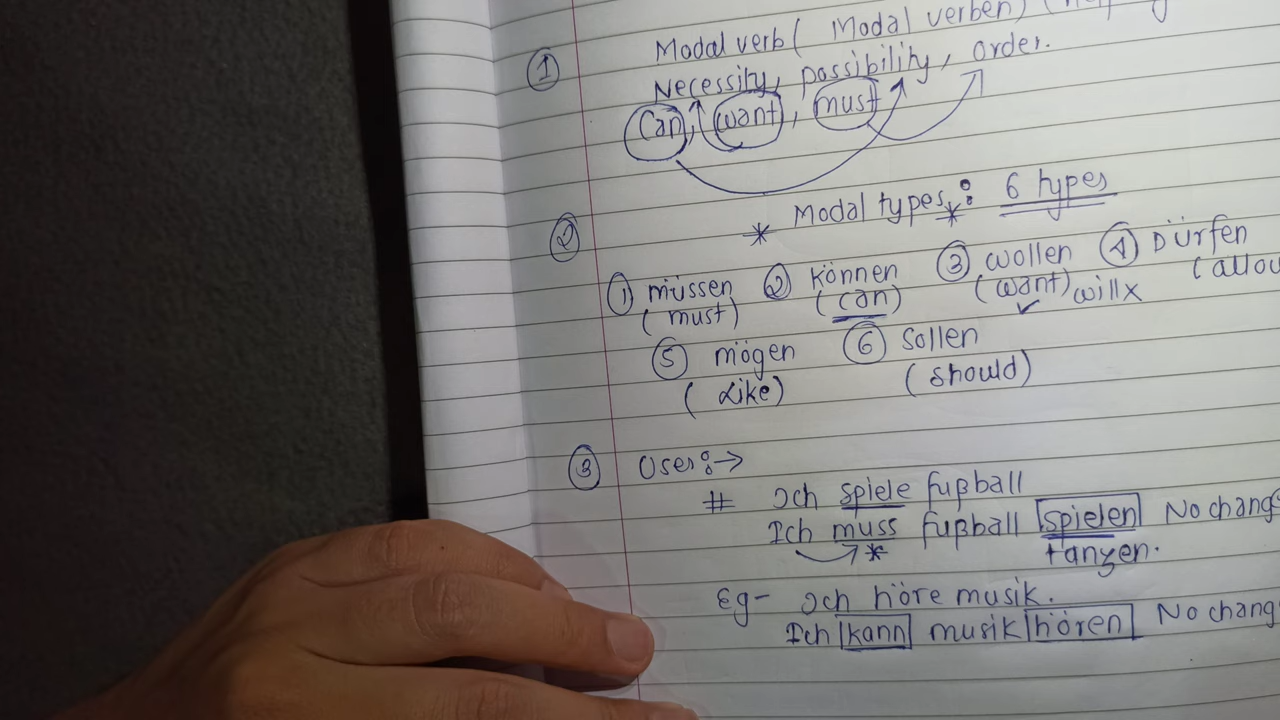 ① Modal verb ( Modal verben)
Necessity, possibility, order.
Can, want, must
② * Modal types *: 6 types
① müssen ② können ③ wollen ④ Dürfen
( must) (can) (want) will x
⑤ mögen ⑥ sollen
( Like) ( should)
③ Uses: →
# Ich spiele fußball
Ich muss fußball spielen No change
* tanzen.
Eg- Ich höre musik.
Ich kann musik hören No chang